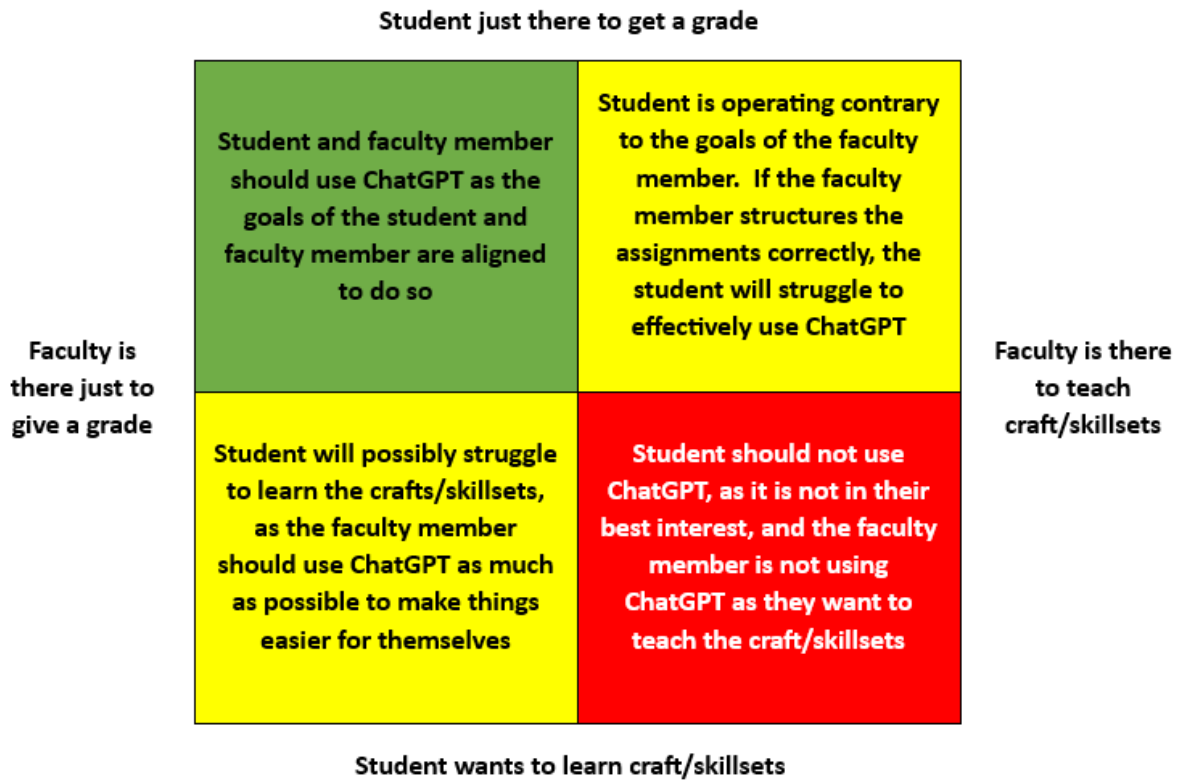 Student just there to get a grade
Student and faculty member
should use ChatGPT as the
goals of the student and
faculty member are aligned
to do so
Student is operating contrary
to the goals of the faculty
member.  If the faculty
member structures the
assignments correctly, the
student will struggle to
effectively use ChatGPT
Faculty is
there just to
give a grade
Faculty is there
to teach
craft/skillsets
Student will possibly struggle
to learn the crafts/skillsets,
as the faculty member
should use ChatGPT as much
as possible to make things
easier for themselves
Student should not use
ChatGPT, as it is not in their
best interest, and the faculty
member is not using
ChatGPT as they want to
teach the craft/skillsets
Student wants to learn craft/skillsets